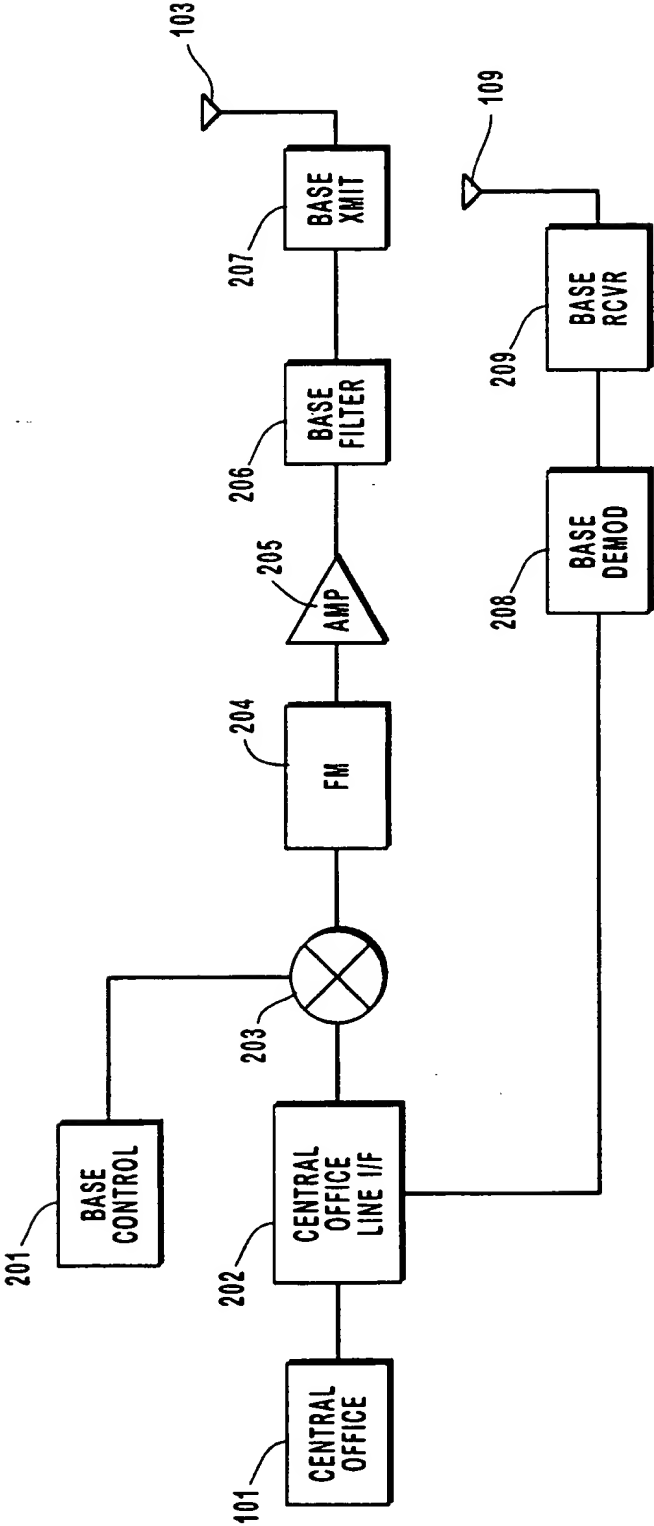 103
BASE
XMIT
207
BASE
FILTER
206
AMP
205
FM
204
203
BASE
CONTROL
201
CENTRAL
OFFICE
LINE I/F
202
CENTRAL
OFFICE
101
109
BASE
RCVR
209
BASE
DEMOD
208